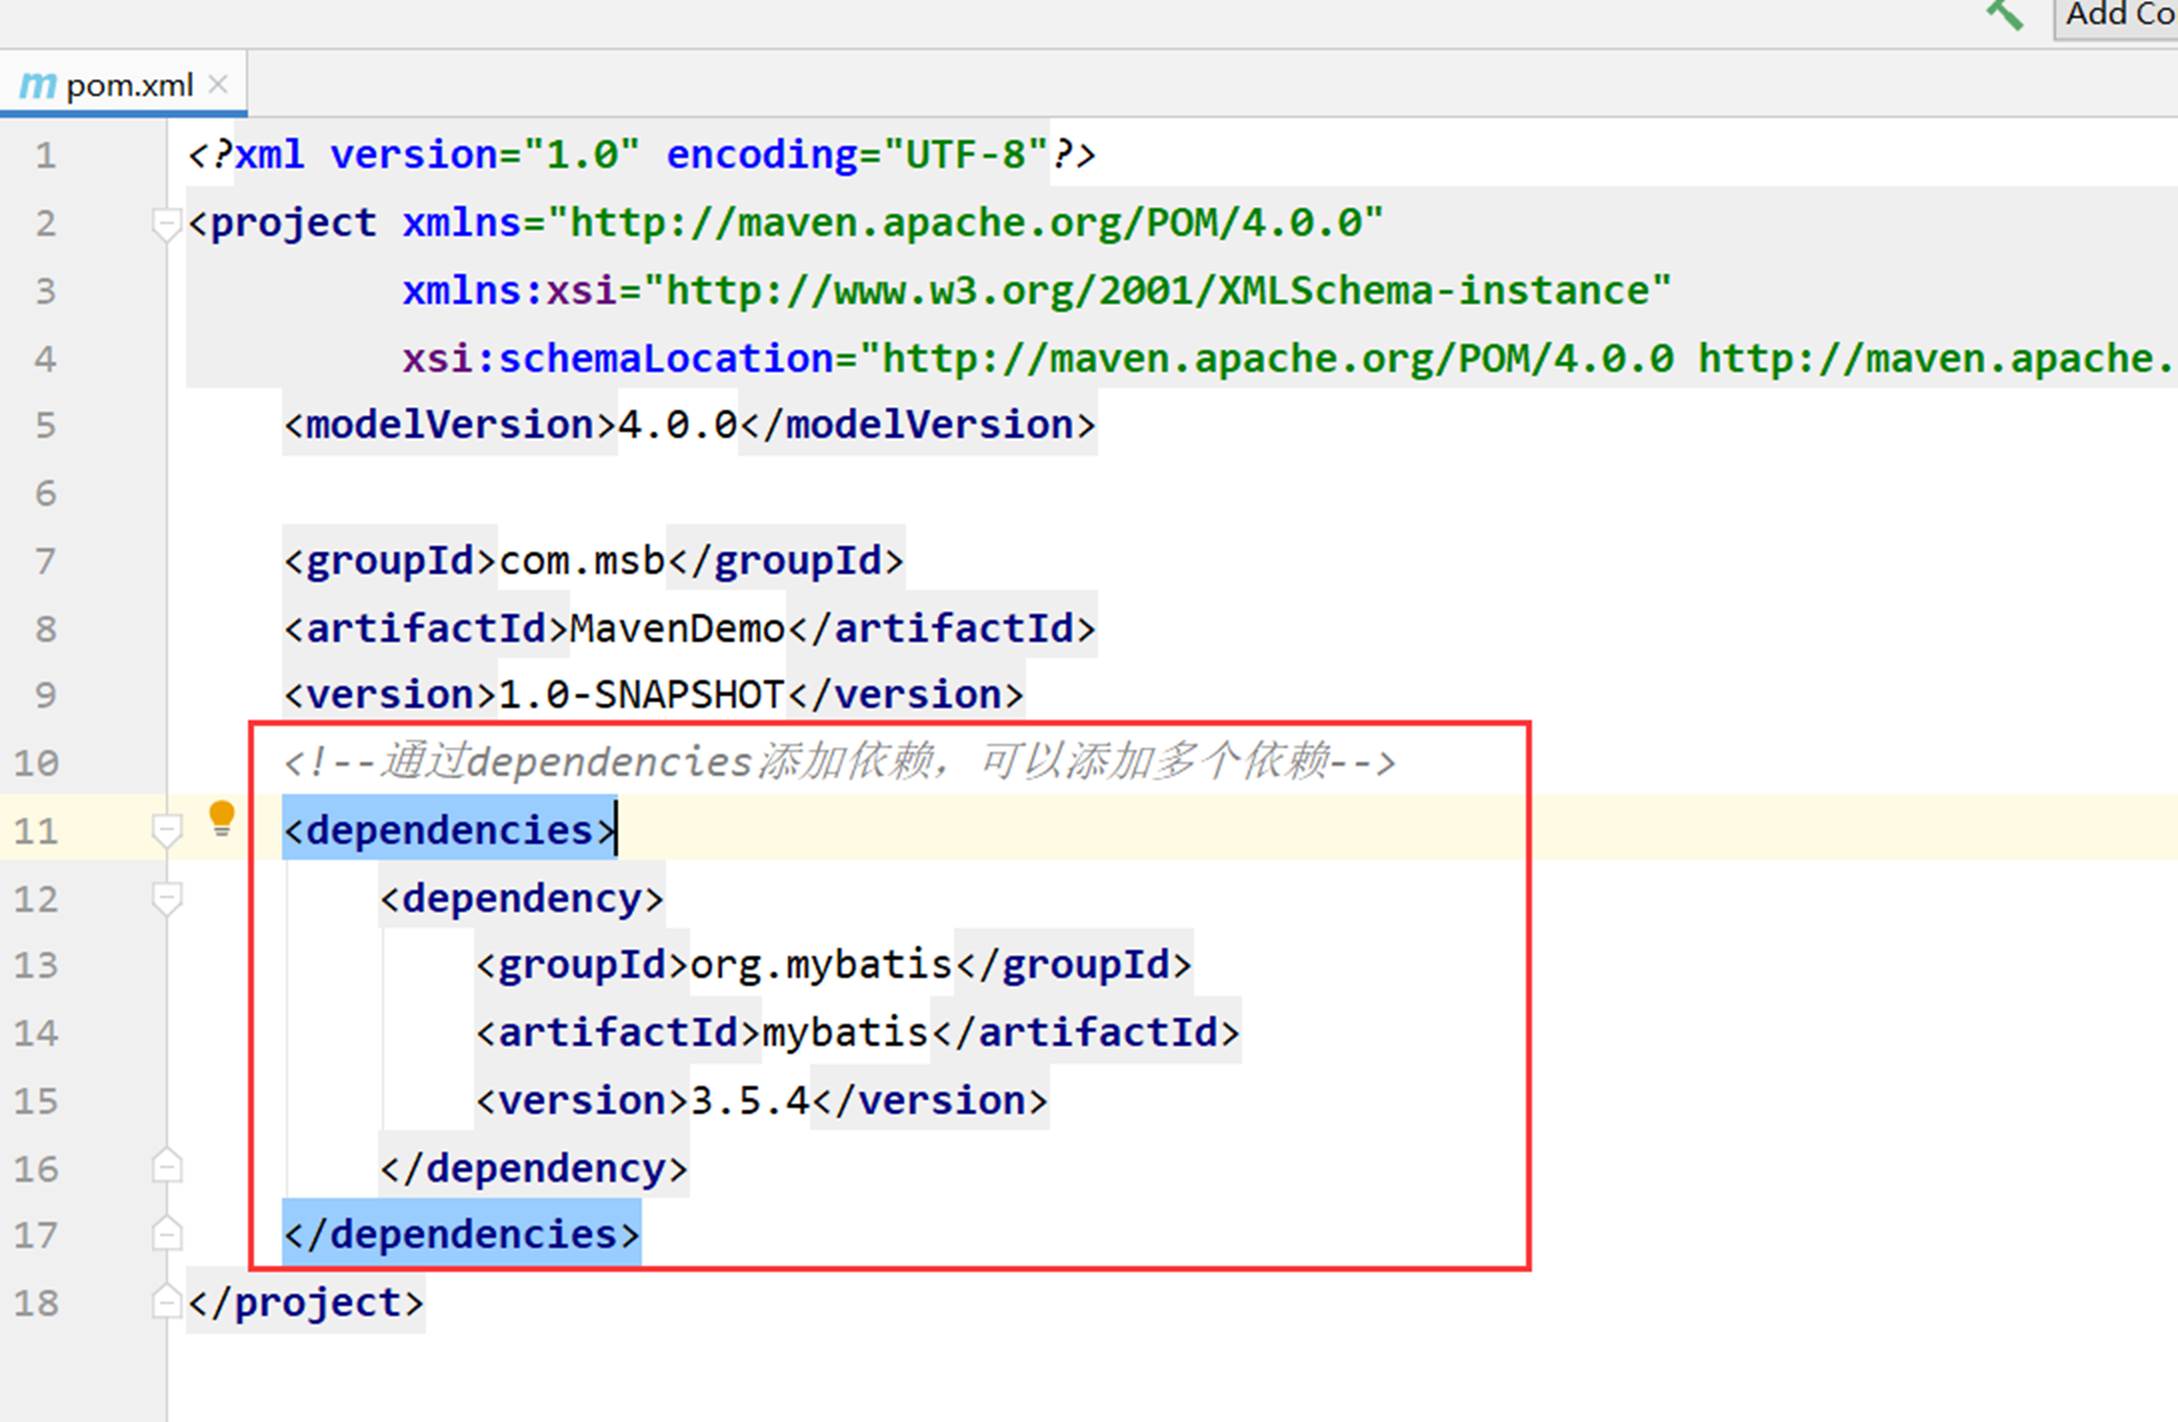 Add Co
pom.xml
1 <?xml version="1.0" encoding="UTF-8"?>
2 <project xmlns="http://maven.apache.org/POM/4.0.0"
3 xmlns:xsi="http://www.w3.org/2001/XMLSchema-instance"
4 xsi:schemaLocation="http://maven.apache.org/POM/4.0.0 http://maven.apache.
5 <modelVersion>4.0.0</modelVersion>
6
7 <groupId>com.msb</groupId>
8 <artifactId>MavenDemo</artifactId>
9 <version>1.0-SNAPSHOT</version>
10 <!--通过dependencies添加依赖，可以添加多个依赖-->
11 <dependencies>
12 <dependency>
13 <groupId>org.mybatis</groupId>
14 <artifactId>mybatis</artifactId>
15 <version>3.5.4</version>
16 </dependency>
17 </dependencies>
18 </project>